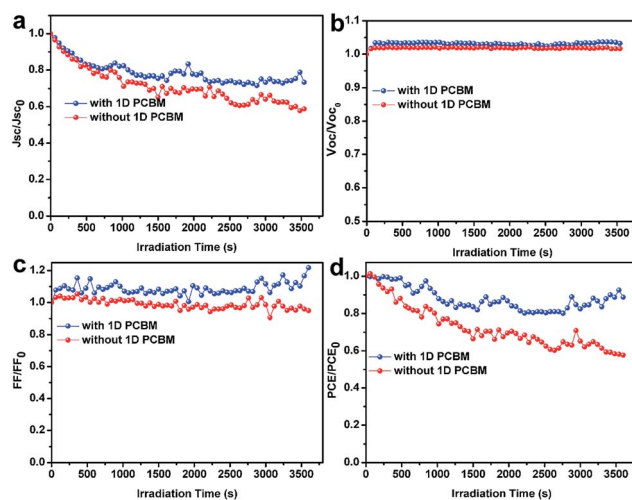 a
1.0
0.8
0.6
0.4
0.2
0.0
Jsc/Jsc0
with 1D PCBM
without 1D PCBM
0 500 1000 1500 2000 2500 3000 3500
Irradiation Time (s)
b
1.1
1.0
0.9
0.8
0.7
0.6
0.5
Voc/Voc0
with 1D PCBM
without 1D PCBM
0 500 1000 1500 2000 2500 3000 3500
Irradiation Time (s)
c
1.2
1.0
0.8
0.6
0.4
0.2
0.0
FF/FF0
with 1D PCBM
without 1D PCBM
0 500 1000 1500 2000 2500 3000 3500
Irradiation Time (s)
d
1.0
0.8
0.6
0.4
0.2
0.0
PCE/PCE0
with 1D PCBM
without 1D PCBM
0 500 1000 1500 2000 2500 3000 3500
Irradiation Time (s)